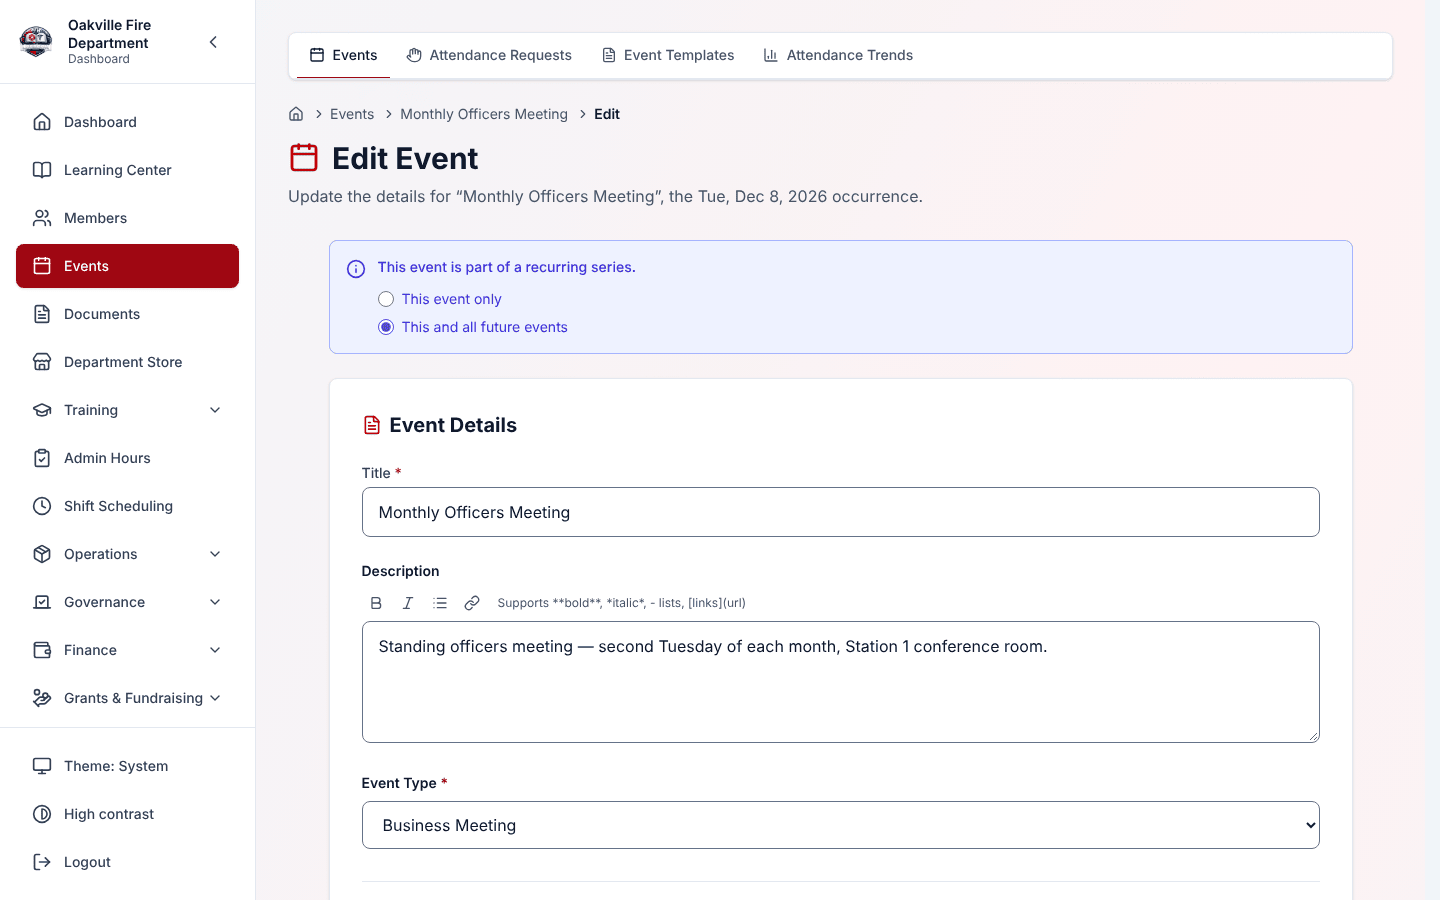 Oakville Fire
Department
Dashboard
Dashboard
Learning Center
Members
Events
Documents
Department Store
Training
Admin Hours
Shift Scheduling
Operations
Governance
Finance
Grants & Fundraising
Theme: System
High contrast
Logout
Events Attendance Requests Event Templates Attendance Trends
Events Monthly Officers Meeting Edit
Edit Event
Update the details for “Monthly Officers Meeting”, the Tue, Dec 8, 2026 occurrence.
This event is part of a recurring series.
This event only
This and all future events
Event Details
Title *
Monthly Officers Meeting
Description
Supports **bold**, *italic*, - lists, [links](url)
Standing officers meeting — second Tuesday of each month, Station 1 conference room.
Event Type *
Business Meeting